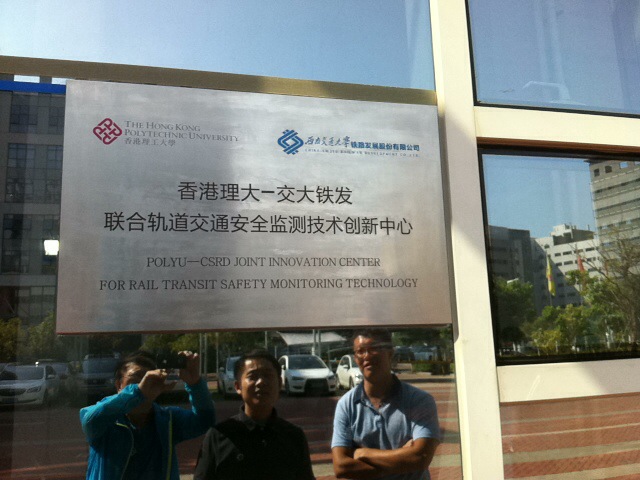 THE HONG KONG
POLYTECHNIC UNIVERSITY
香港理工大學
西南交通大学 铁路发展股份有限公司
香港理大一交大铁发
联合轨道交通安全监测技术创新中心
POLYU--CSRD JOINT INNOVATION CENTER
FOR RAIL TRANSIT SAFETY MONITORING TECHNOLOGY